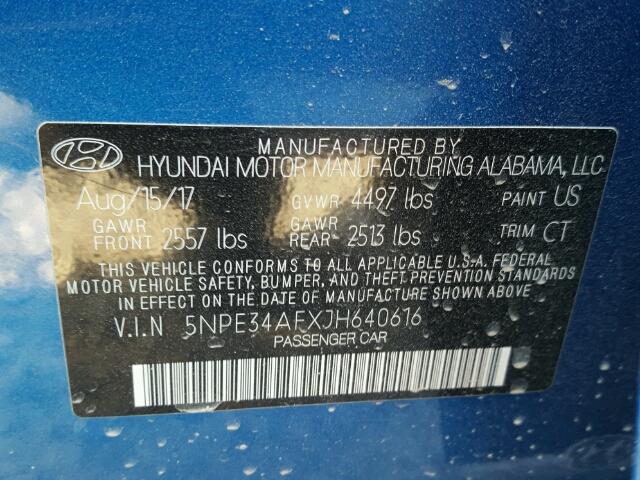 MANUFACTURED BY
HYUNDAI MOTOR MANUFACTURING ALABAMA, LLC
Aug/15/17 GVWR 4497 lbs PAINT US
GAWR FRONT 2557 lbs GAWR REAR 2513 lbs TRIM CT
THIS VEHICLE CONFORMS TO ALL APPLICABLE U.S.A. FEDERAL
MOTOR VEHICLE SAFETY, BUMPER, AND THEFT PREVENTION STANDARDS
IN EFFECT ON THE DATE OF MANUFACTURE SHOWN ABOVE.
V.I.N 5NPE34AFXJH640616
PASSENGER CAR